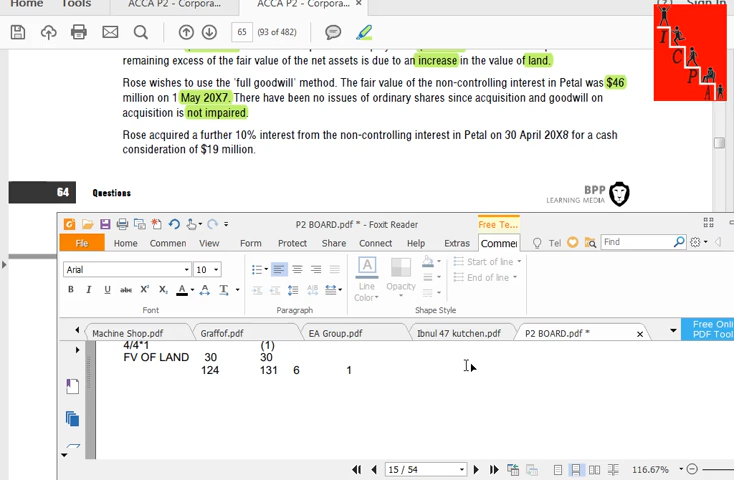 Home Tools ACCA P2 - Corpora... ACCA P2 - Corpora... × Sign In
65 (93 of 482)
remaining excess of the fair value of the net assets is due to an increase in the value of land.
Rose wishes to use the 'full goodwill' method. The fair value of the non-controlling interest in Petal was $46
million on 1 May 20X7. There have been no issues of ordinary shares since acquisition and goodwill on
acquisition is not impaired.
Rose acquired a further 10% interest from the non-controlling interest in Petal on 30 April 20X8 for a cash
consideration of $19 million.
I C P A
64 Questions
BPP
LEARNING MEDIA
P2 BOARD.pdf * - Foxit Reader Free Te...
File Home Commen View Form Protect Share Connect Help Extras Commen Tel Find
Arial 10
Start of line
End of line
B I U abc X² X₂ A A T
Line Color Opacity
Font Paragraph Shape Style
Machine Shop.pdf Graffof.pdf EA Group.pdf Ibnul 47 kutchen.pdf P2 BOARD.pdf * × Free Onl
PDF Tool
4/4*1 (1)
FV OF LAND 30 30
124 131 6 1
15 / 54 116.67%